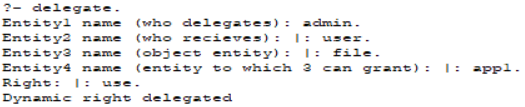 ?- delegate.
Entity1 name (who delegates): admin.
Entity2 name (who recieves): |: user.
Entity3 name (object entity): |: file.
Entity4 name (entity to which 3 can grant): |: appl.
Right: |: use.
Dynamic right delegated